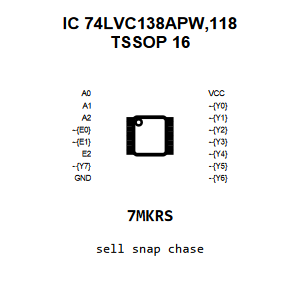 IC 74LVC138APW,118
TSSOP 16
A0 VCC
A1 ~{Y0}
A2 ~{Y1}
~{E0} ~{Y2}
~{E1} ~{Y3}
E2 ~{Y4}
~{Y7} ~{Y5}
GND ~{Y6}
7MKRS
sell snap chase